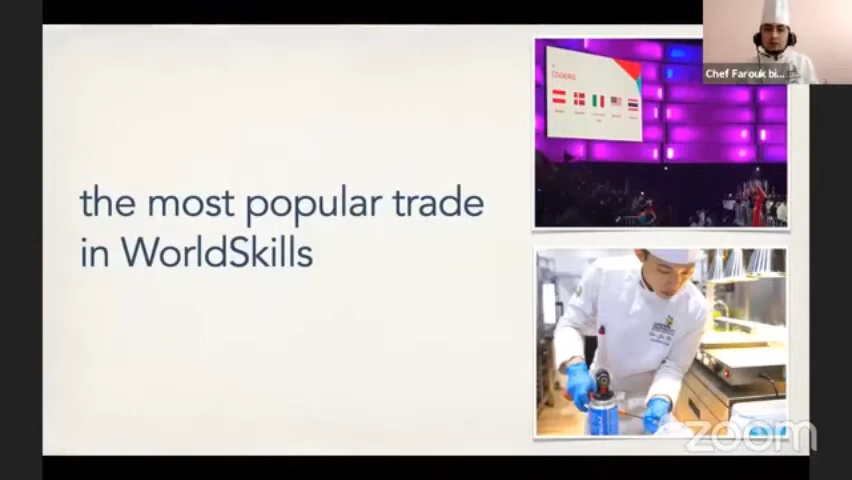 Chef Farouk bi...
COOKING
the most popular trade
in WorldSkills
zoom